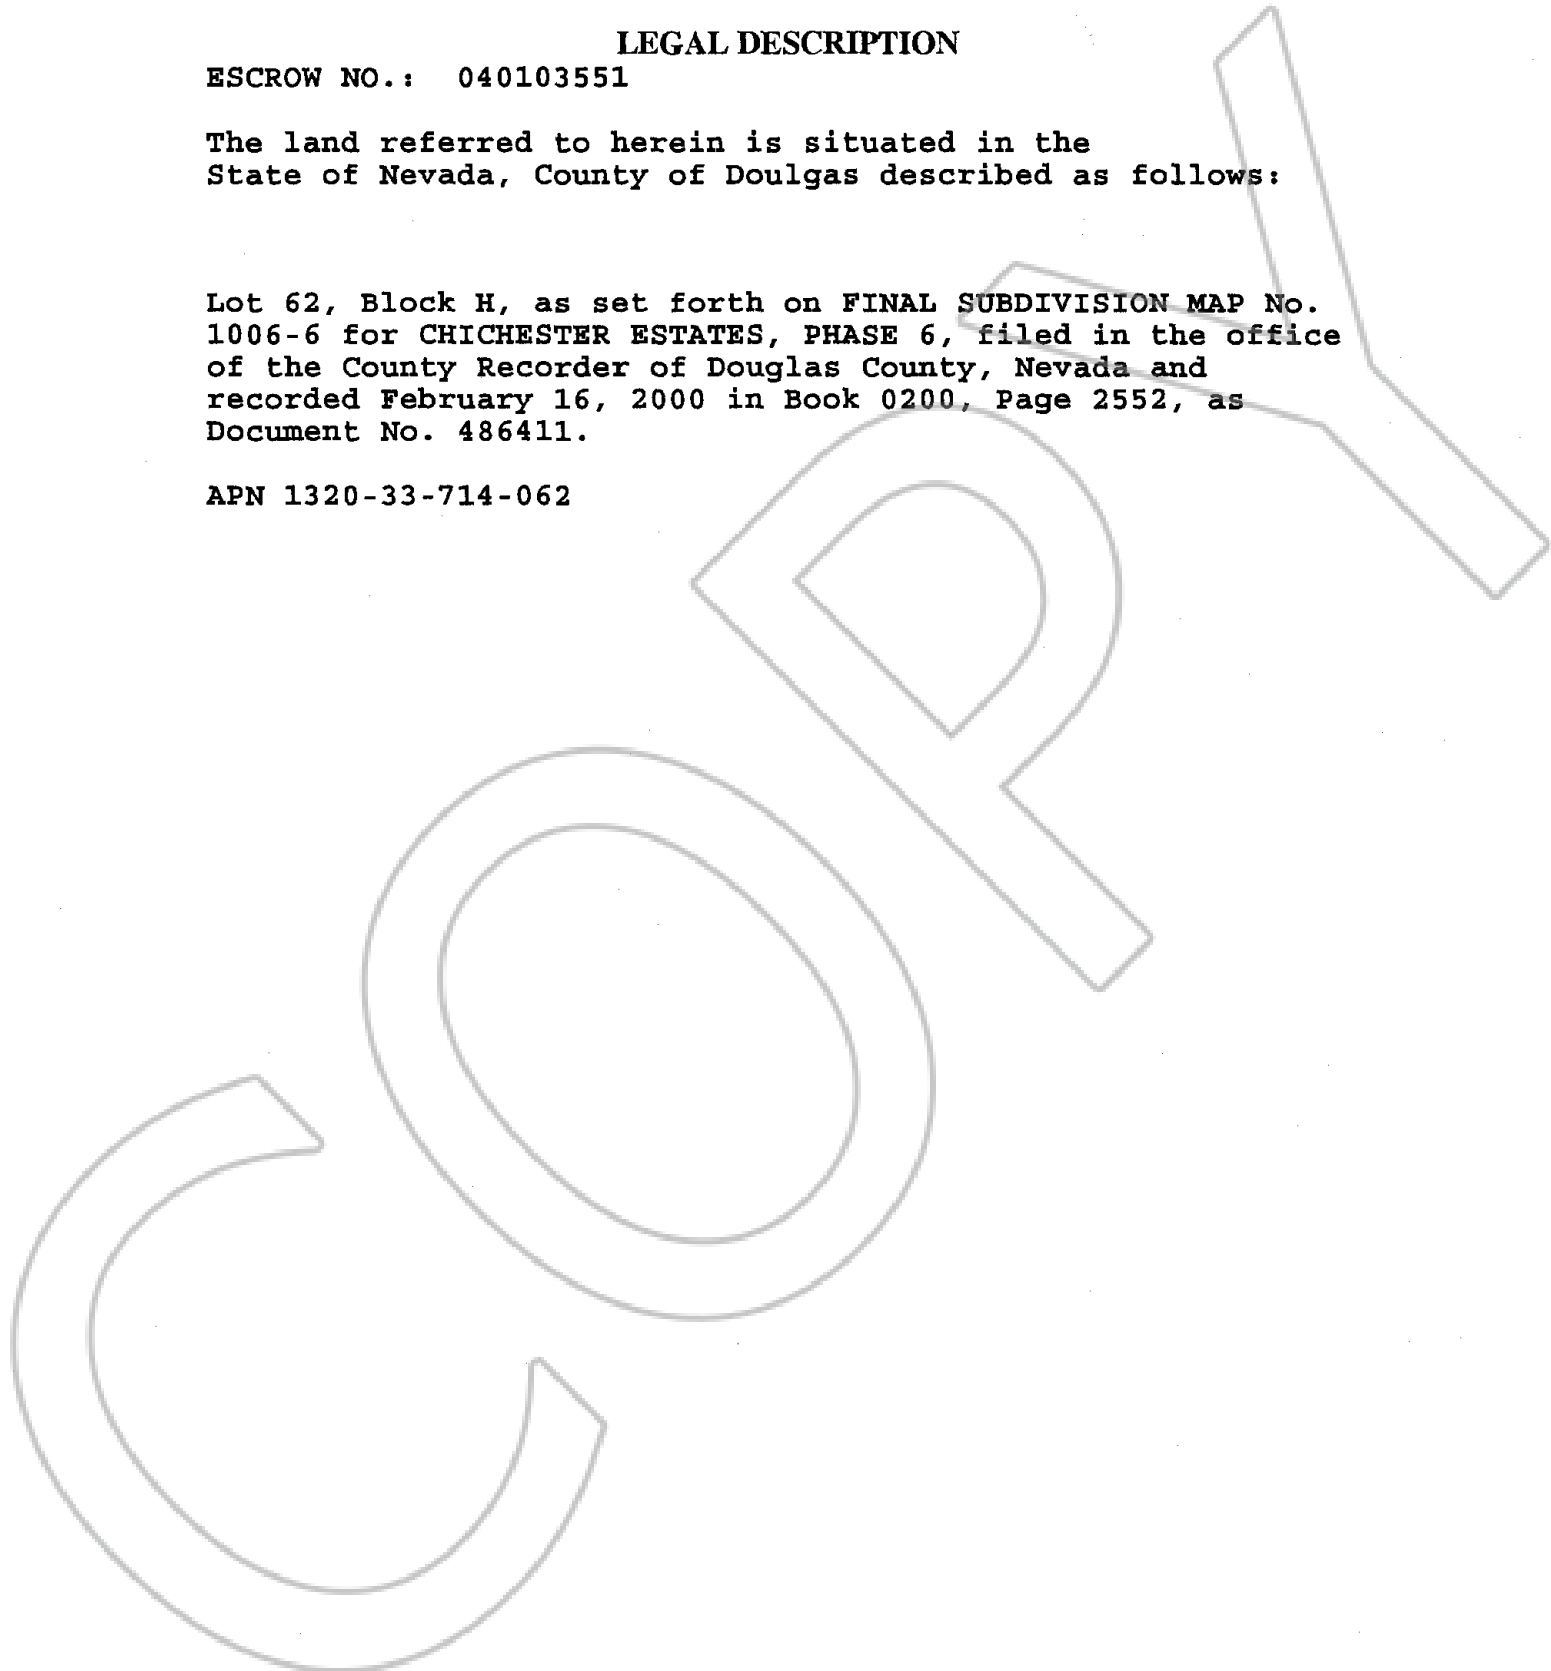 LEGAL DESCRIPTION
ESCROW NO.: 040103551
The land referred to herein is situated in the
State of Nevada, County of Doulgas described as follows:
Lot 62, Block H, as set forth on FINAL SUBDIVISION MAP No.
1006-6 for CHICHESTER ESTATES, PHASE 6, filed in the office
of the County Recorder of Douglas County, Nevada and
recorded February 16, 2000 in Book 0200, Page 2552, as
Document No. 486411.
APN 1320-33-714-062
COPY